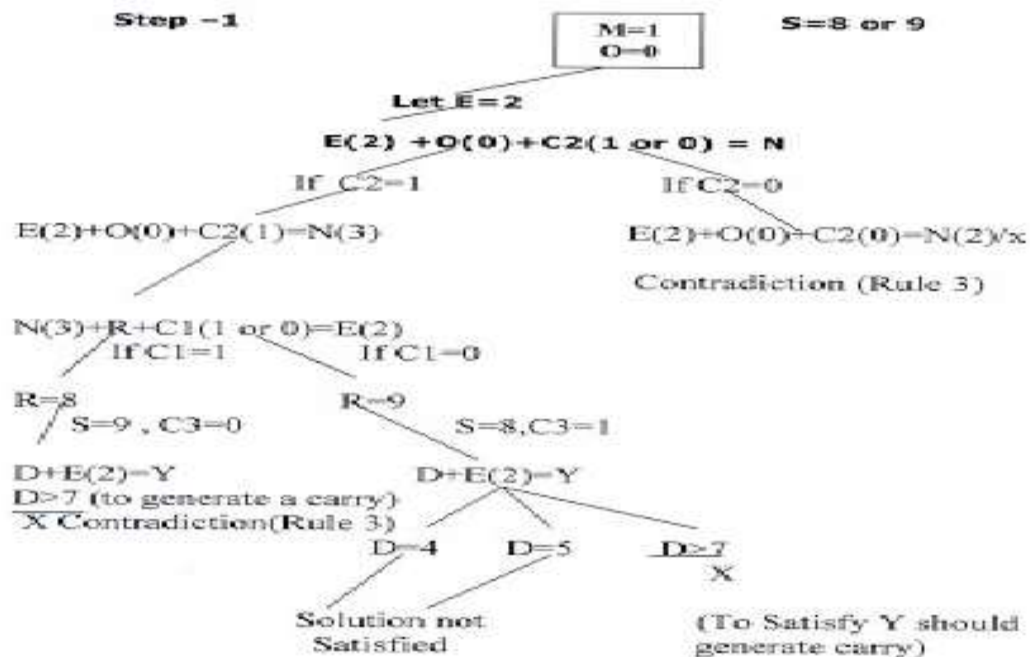 Step -1
M=1
O=0
S=8 or 9
Let E=2
E(2) +O(0)+C2(1 or 0) = N
If C2=1
If C2=0
E(2)+O(0)+C2(1)=N(3)
E(2)+O(0)+C2(0)=N(2)/x
Contradiction (Rule 3)
N(3)+R+C1(1 or 0)=E(2)
If C1=1
If C1=0
R=8
R=9
S=9 , C3=0
S=8,C3=1
D+E(2)=Y
D+E(2)=Y
D>7 (to generate a carry)
X Contradiction(Rule 3)
D=4
D=5
D>7
X
Solution not
Satisfied
(To Satisfy Y should
generate carry)